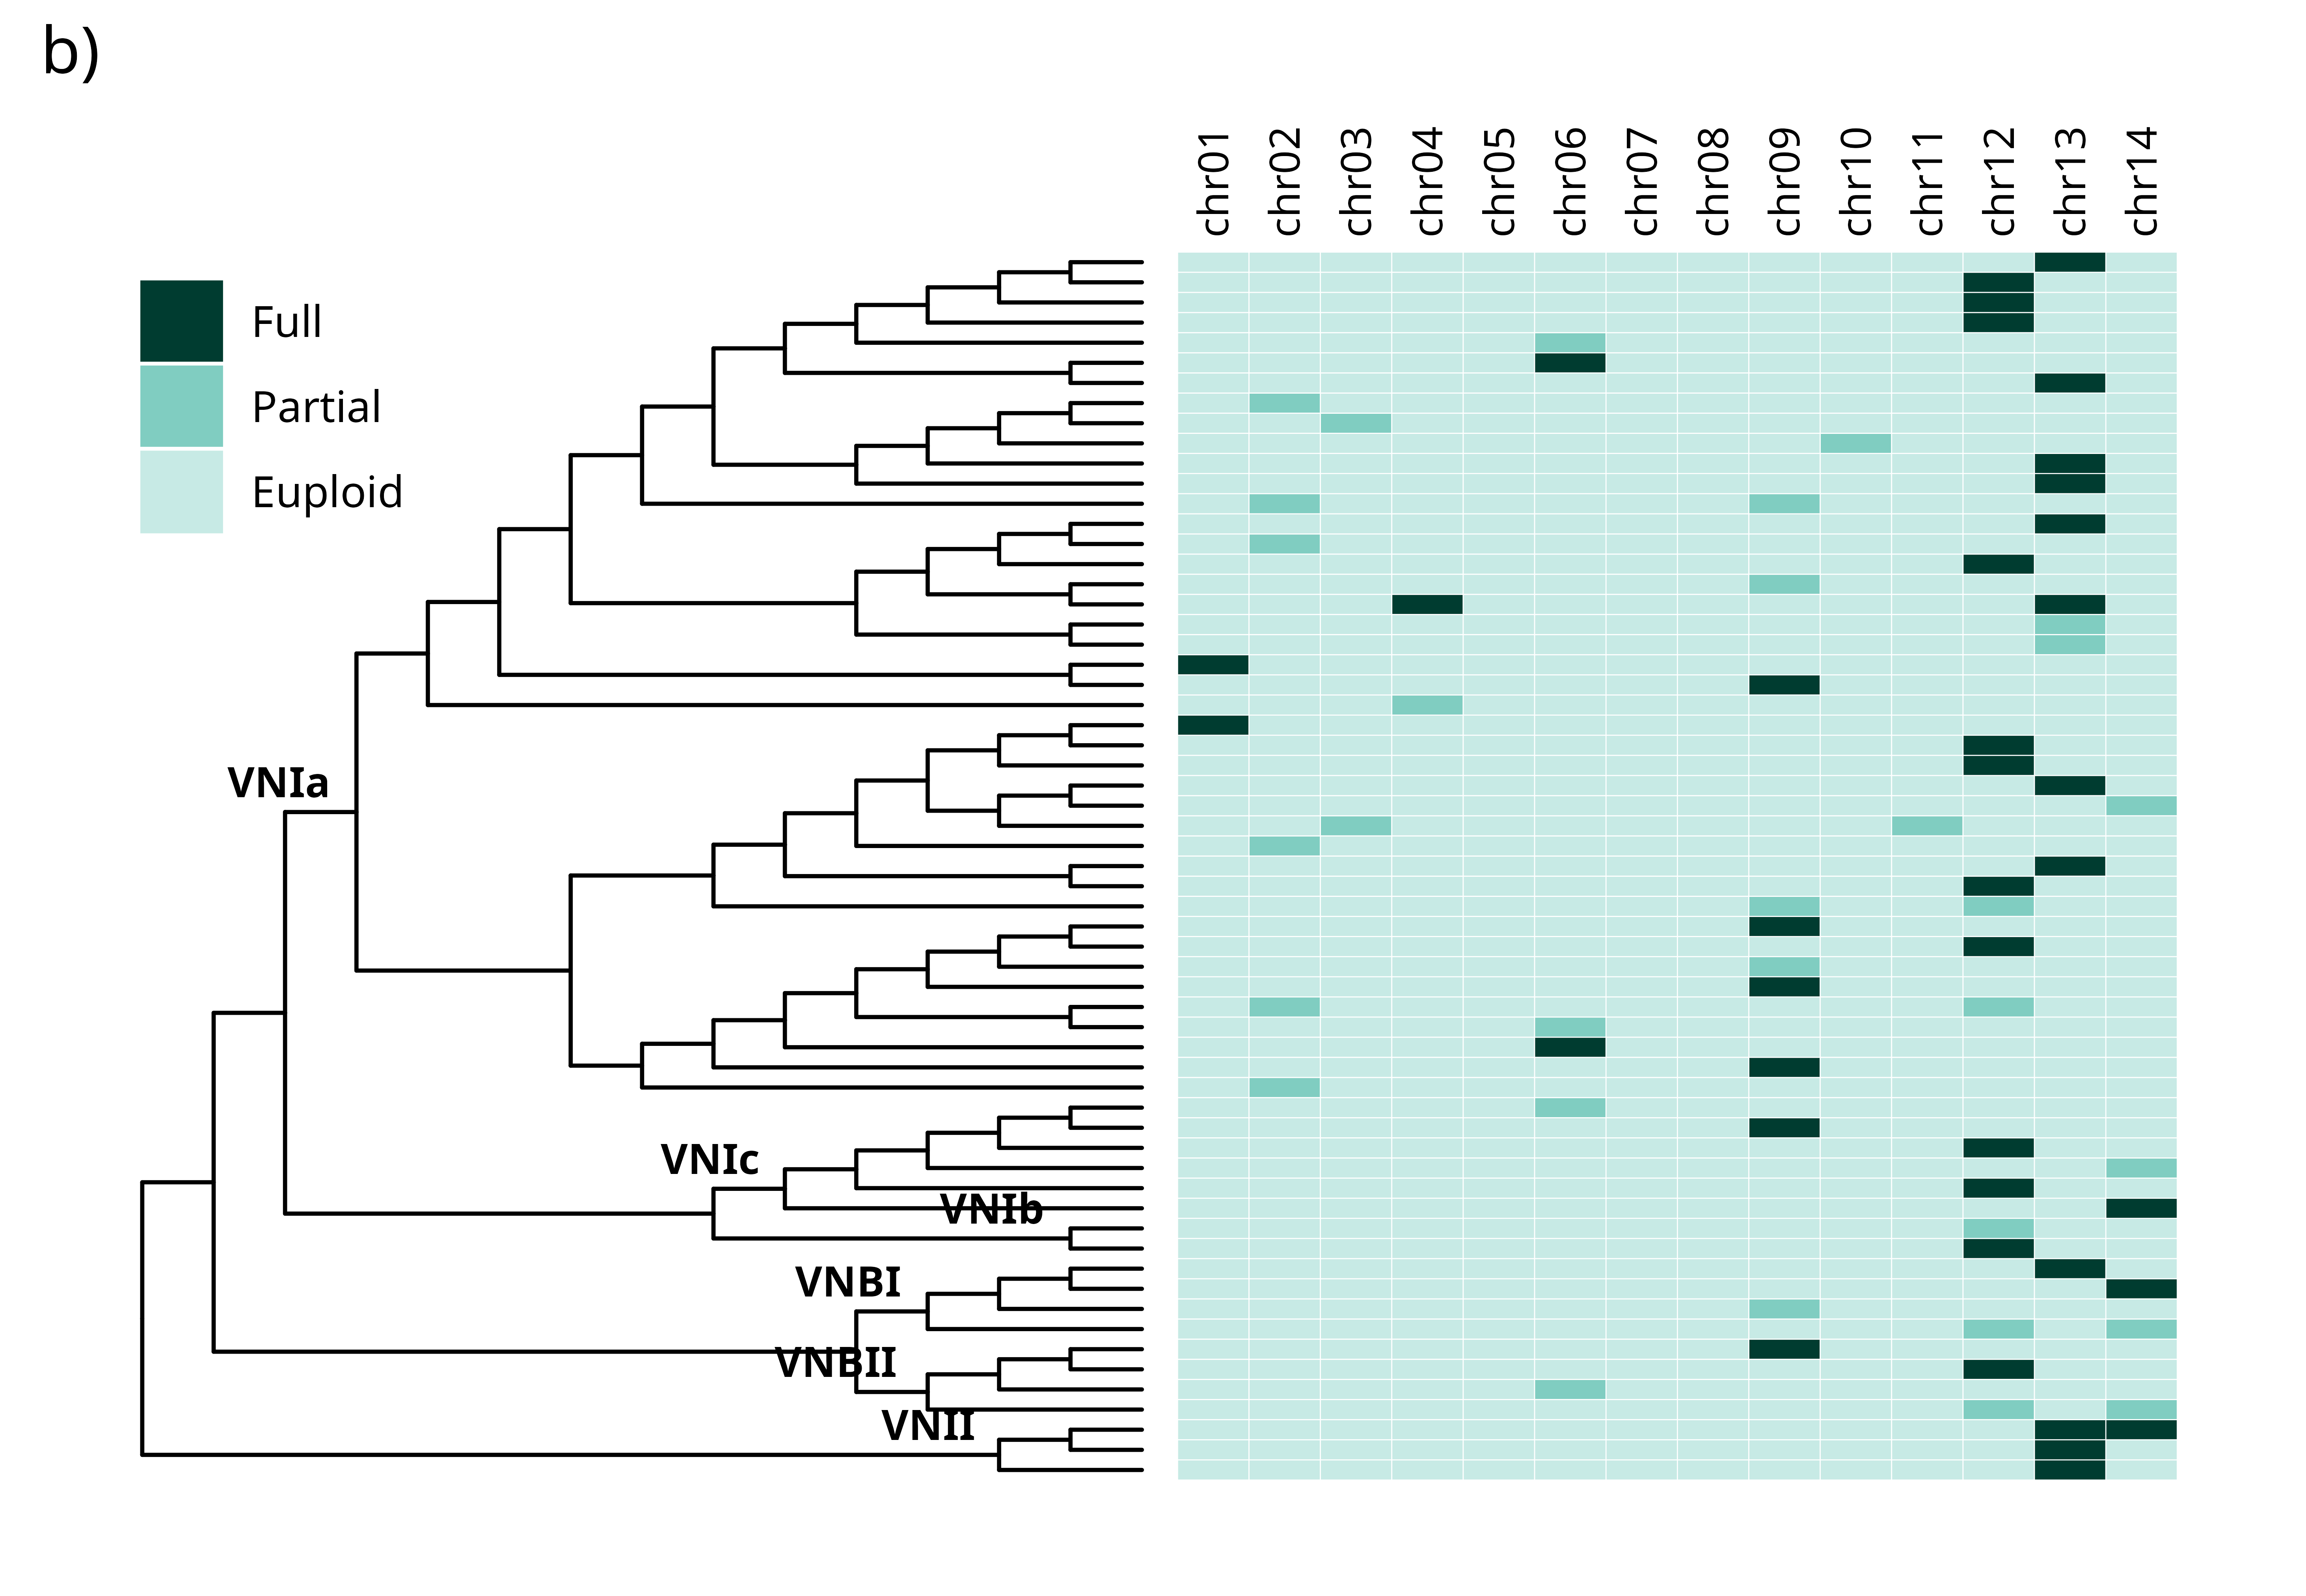 b)
chr01
chr02
chr03
chr04
chr05
chr06
chr07
chr08
chr09
chr10
chr11
chr12
chr13
chr14
Full
Partial
Euploid
VNIa
VNIc
VNIb
VNBI
VNBII
VNII